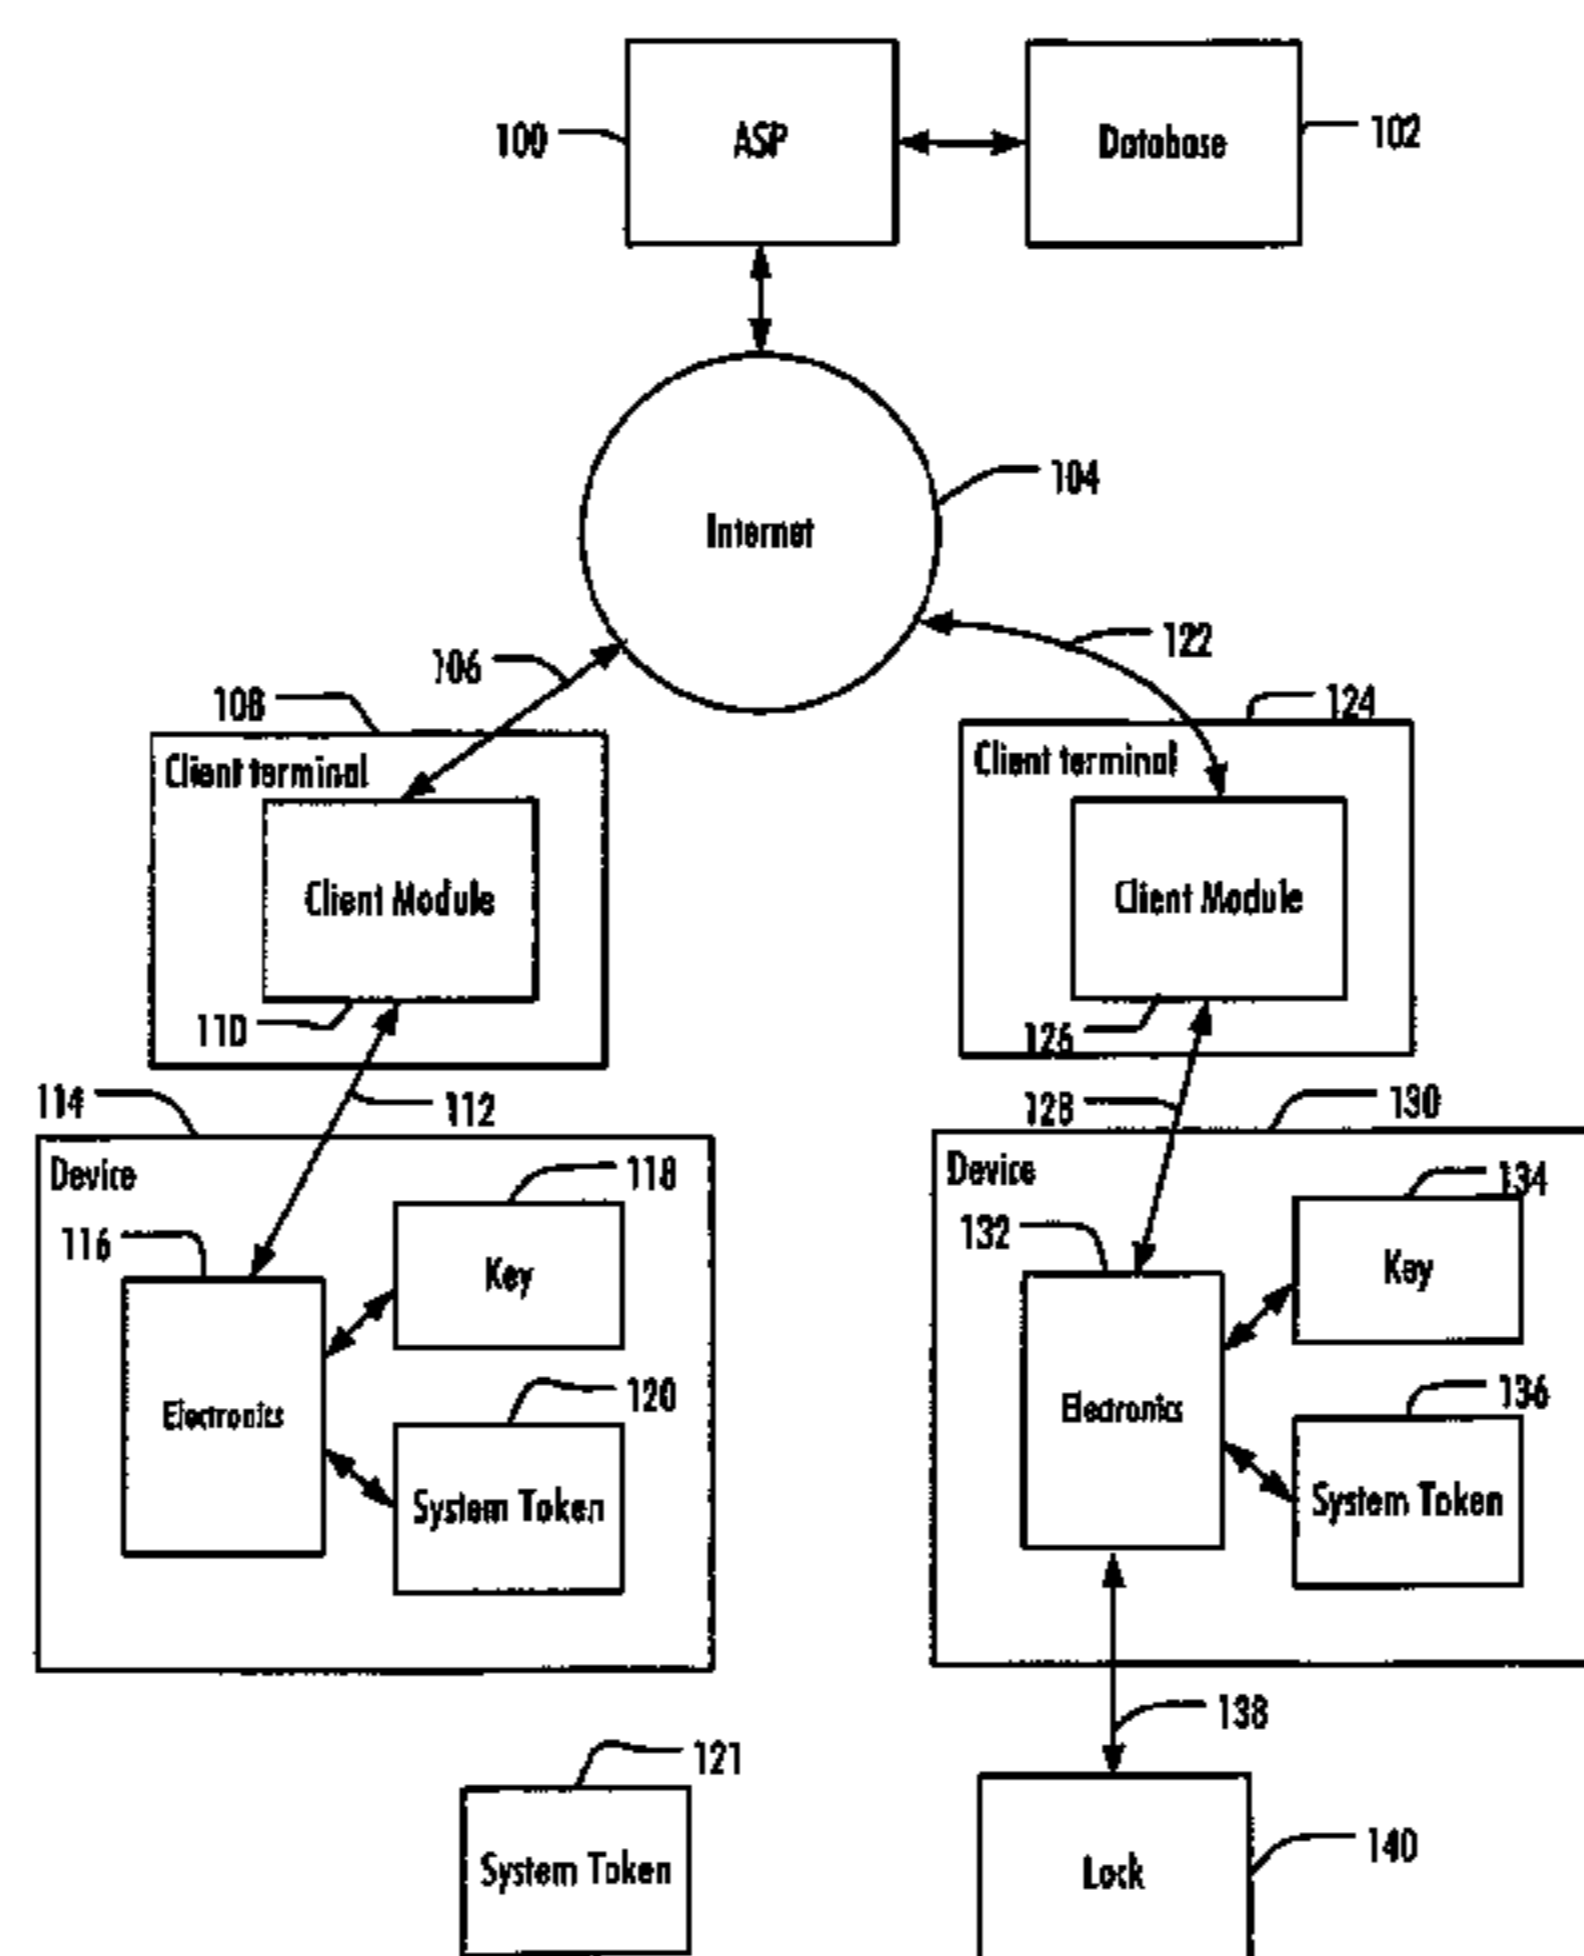 100
ASP
Database
102
104
Internet
106
122
108
124
Client terminal
Client terminal
Client Module
Client Module
110
126
112
128
114
130
Device
Device
118
134
116
132
Key
Key
120
136
Electronics
Electronics
System Token
System Token
138
121
140
System Token
Lock